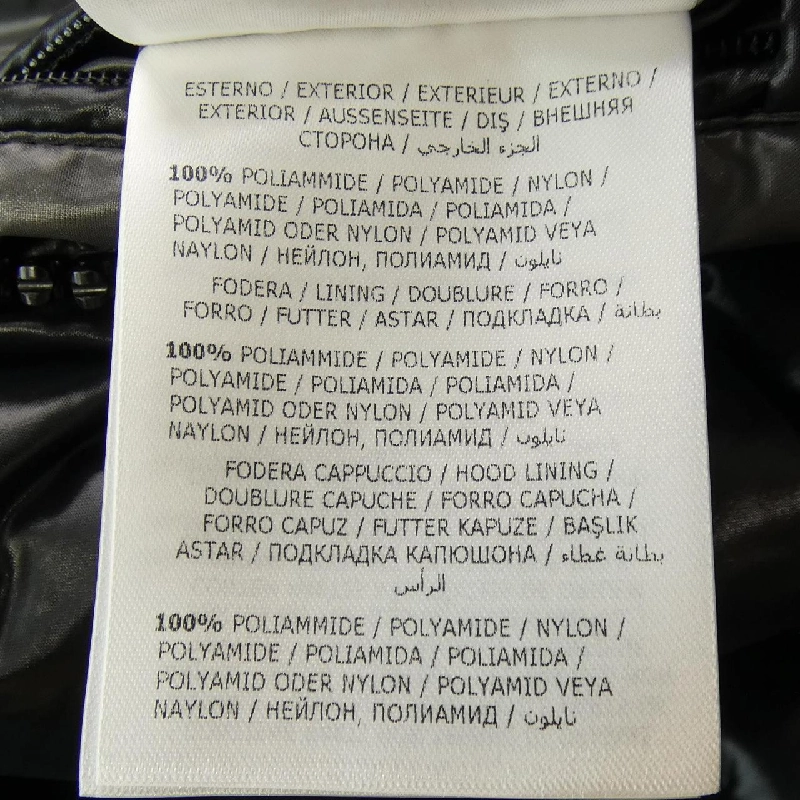 ESTERNO / EXTERIOR / EXTERIEUR / EXTERNO /
EXTERIOR / AUSSENSEITE / DIŞ / ВНЕШНЯЯ
СТОРОНА / الجزء الخارجي
100% POLIAMMIDE / POLYAMIDE / NYLON /
POLYAMIDE / POLIAMIDA / POLIAMIDA /
POLYAMID ODER NYLON / POLYAMID VEYA
NAYLON / НЕЙЛОН, ПОЛИАМИД / نايلون
FODERA / LINING / DOUBLURE / FORRO /
FORRO / FUTTER / ASTAR / ПОДКЛАДКА / بطانة
100% POLIAMMIDE / POLYAMIDE / NYLON /
POLYAMIDE / POLIAMIDA / POLIAMIDA /
POLYAMID ODER NYLON / POLYAMID VEYA
NAYLON / НЕЙЛОН, ПОЛИАМИД / نايلون
FODERA CAPPUCCIO / HOOD LINING /
DOUBLURE CAPUCHE / FORRO CAPUCHA /
FORRO CAPUZ / FUTTER KAPUZE / BAŞLIK
ASTAR / ПОДКЛАДКА КАПЮШОНА / بطانة غطاء
الرأس
100% POLIAMMIDE / POLYAMIDE / NYLON /
POLYAMIDE / POLIAMIDA / POLIAMIDA /
POLYAMID ODER NYLON / POLYAMID VEYA
NAYLON / НЕЙЛОН, ПОЛИАМИД / نايلون